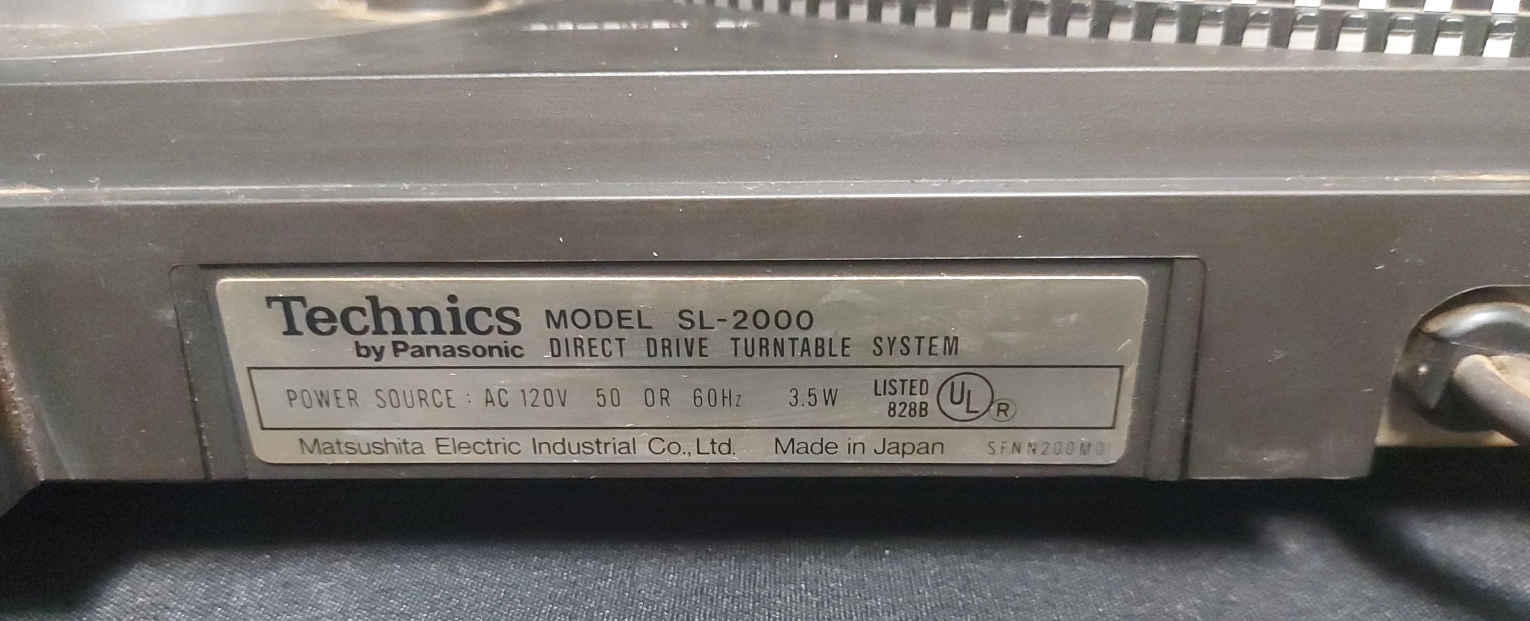 Technics MODEL SL-2000
by Panasonic DIRECT DRIVE TURNTABLE SYSTEM
POWER SOURCE : AC 120V 50 OR 60Hz 3.5W LISTED 828B UL ®
Matsushita Electric Industrial Co., Ltd. Made in Japan